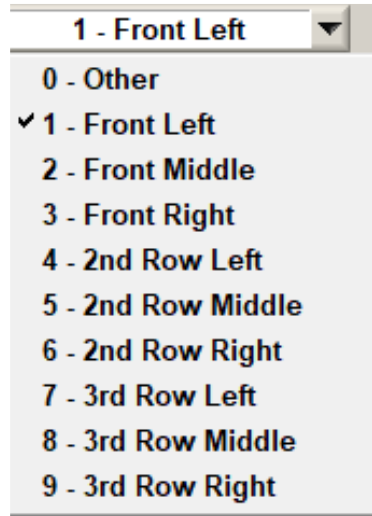 1 - Front Left
0 - Other
1 - Front Left
2 - Front Middle
3 - Front Right
4 - 2nd Row Left
5 - 2nd Row Middle
6 - 2nd Row Right
7 - 3rd Row Left
8 - 3rd Row Middle
9 - 3rd Row Right